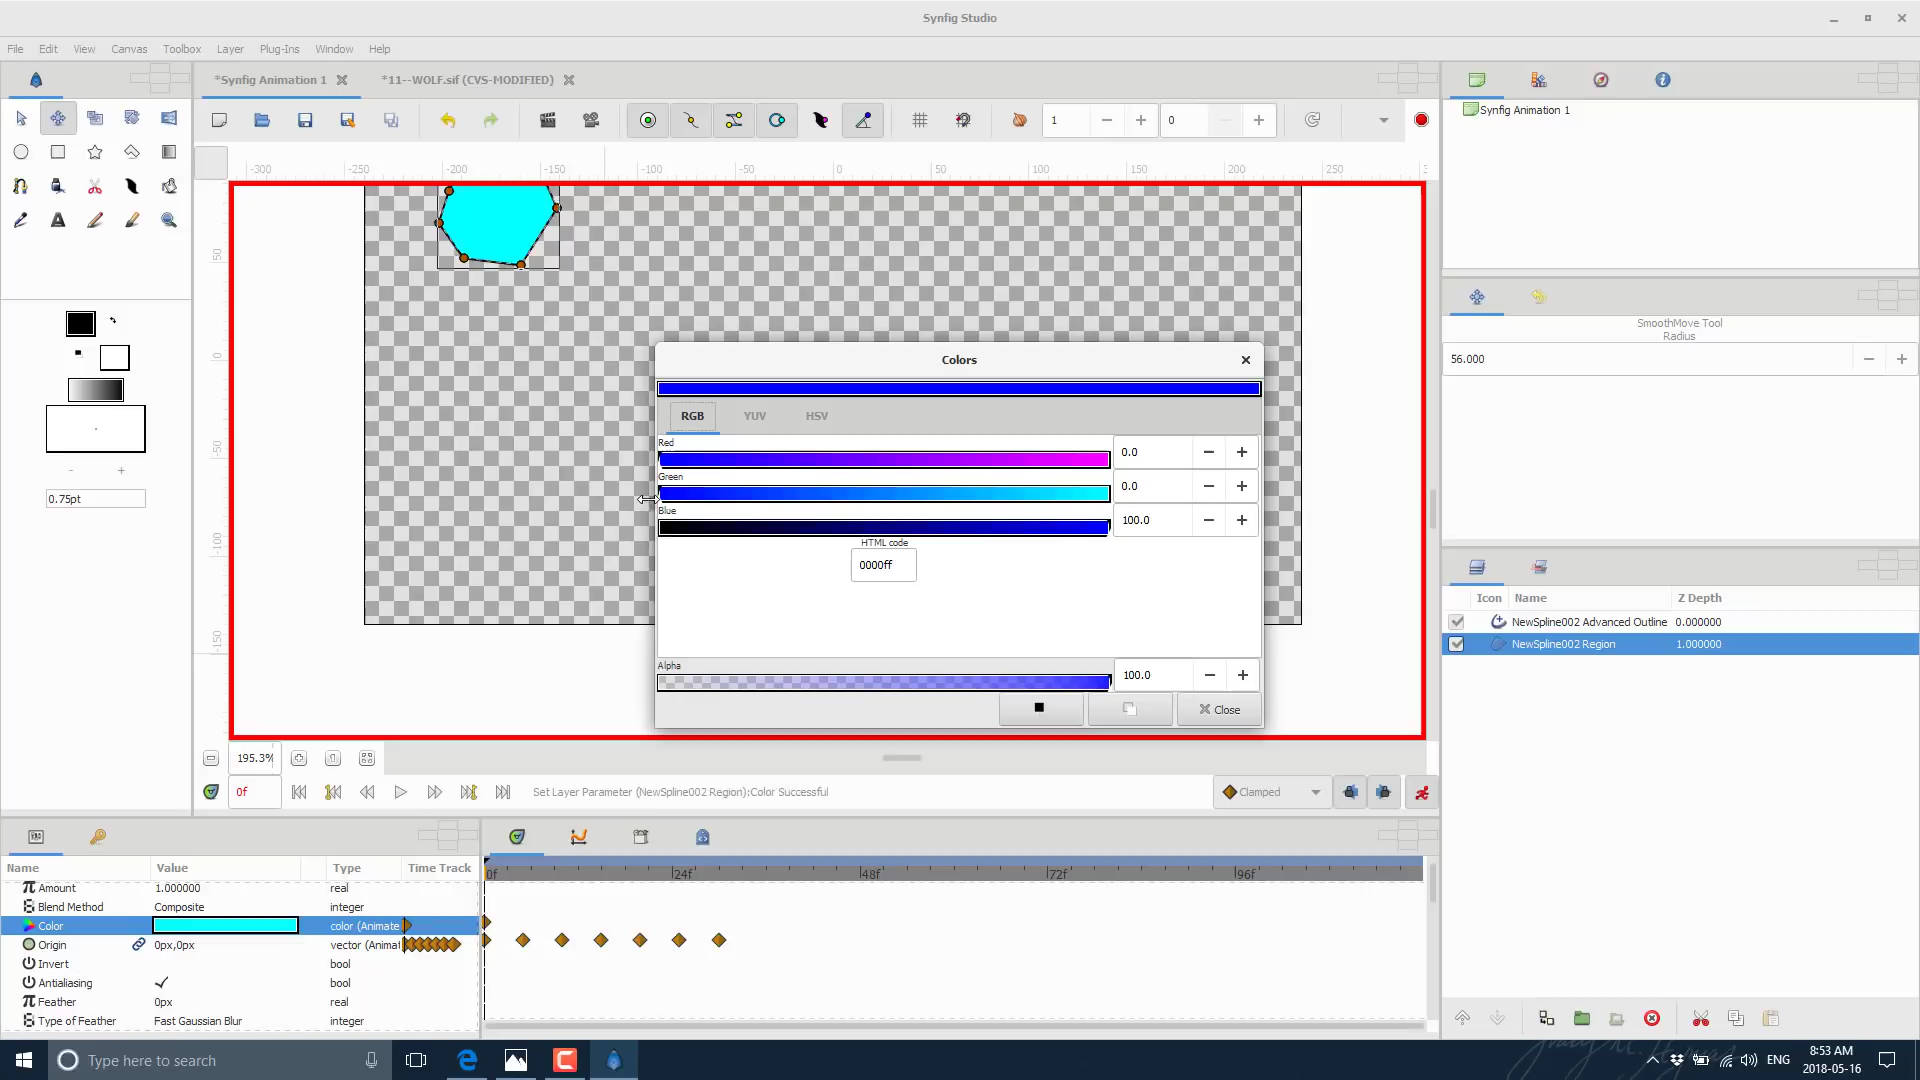 Synfig Studio
File Edit View Canvas Toolbox Layer Plug-Ins Window Help
*Synfig Animation 1
*11--WOLF.sif (CVS-MODIFIED)
1
0
-300 -250 -200 -150 -100 -50 0 50 100 150 200 250
50
0
-50
-100
-150
0.75pt
Colors
RGB YUV HSV
Red
0.0
Green
0.0
Blue
100.0
HTML code
0000ff
Alpha
100.0
Close
195.3%
0f
Set Layer Parameter (NewSpline002 Region):Color Successful
Clamped
Synfig Animation 1
SmoothMove Tool
Radius
56.000
Icon Name Z Depth
NewSpline002 Advanced Outline 0.000000
NewSpline002 Region 1.000000
Name Value Type Time Track
Amount 1.000000 real
Blend Method Composite integer
Color color (Animate
Origin 0px,0px vector (Animat
Invert bool
Antialiasing bool
Feather 0px real
Type of Feather Fast Gaussian Blur integer
0f 24f 48f 72f 96f
Type here to search
ENG
8:53 AM
2018-05-16